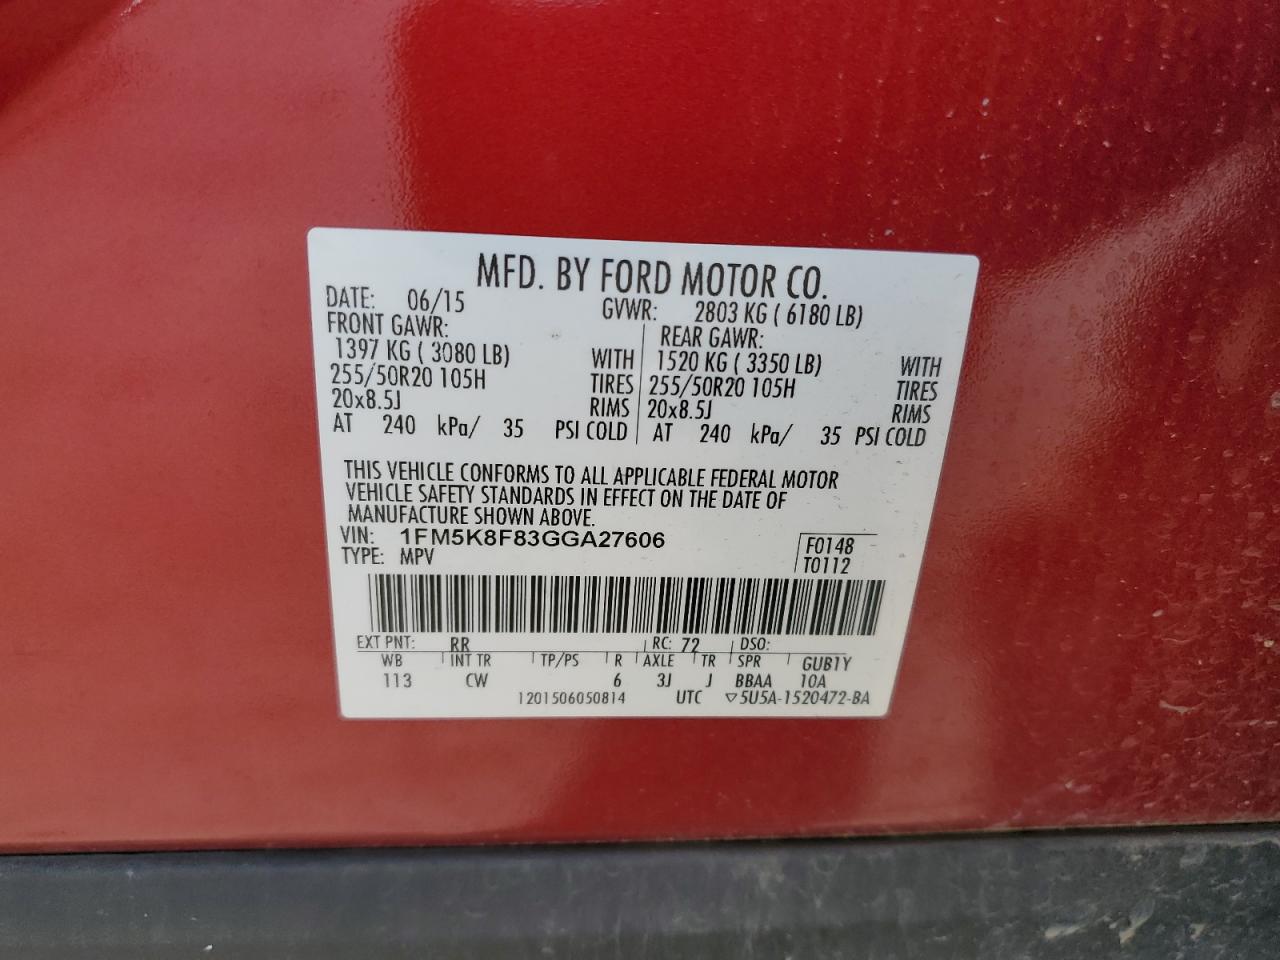 MFD. BY FORD MOTOR CO.
DATE: 06/15 GVWR: 2803 KG ( 6180 LB)
FRONT GAWR: REAR GAWR:
1397 KG ( 3080 LB) WITH 1520 KG ( 3350 LB) WITH
255/50R20 105H TIRES 255/50R20 105H TIRES
20x8.5J RIMS 20x8.5J RIMS
AT 240 kPa/ 35 PSI COLD AT 240 kPa/ 35 PSI COLD
THIS VEHICLE CONFORMS TO ALL APPLICABLE FEDERAL MOTOR
VEHICLE SAFETY STANDARDS IN EFFECT ON THE DATE OF
MANUFACTURE SHOWN ABOVE.
VIN: 1FM5K8F83GGA27606 F0148
TYPE: MPV T0112
EXT PNT: RR RC: 72 DSO:
WB INT TR TP/PS R AXLE TR SPR GUB1Y
113 CW 6 3J J BBAA 10A
1201506050814 UTC ▽5U5A-1520472-BA